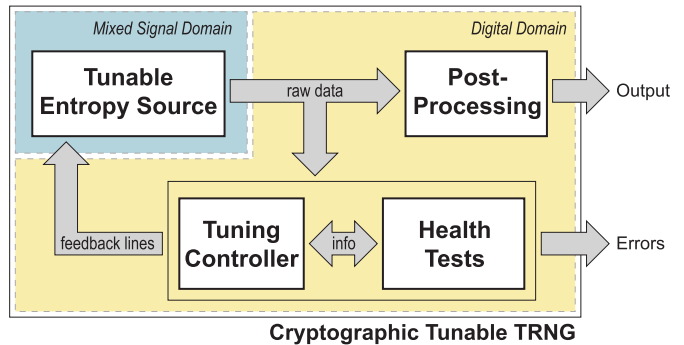 Mixed Signal Domain
Digital Domain
Tunable
Entropy Source
raw data
Post-
Processing
Output
feedback lines
Tuning
Controller
info
Health
Tests
Errors
Cryptographic Tunable TRNG